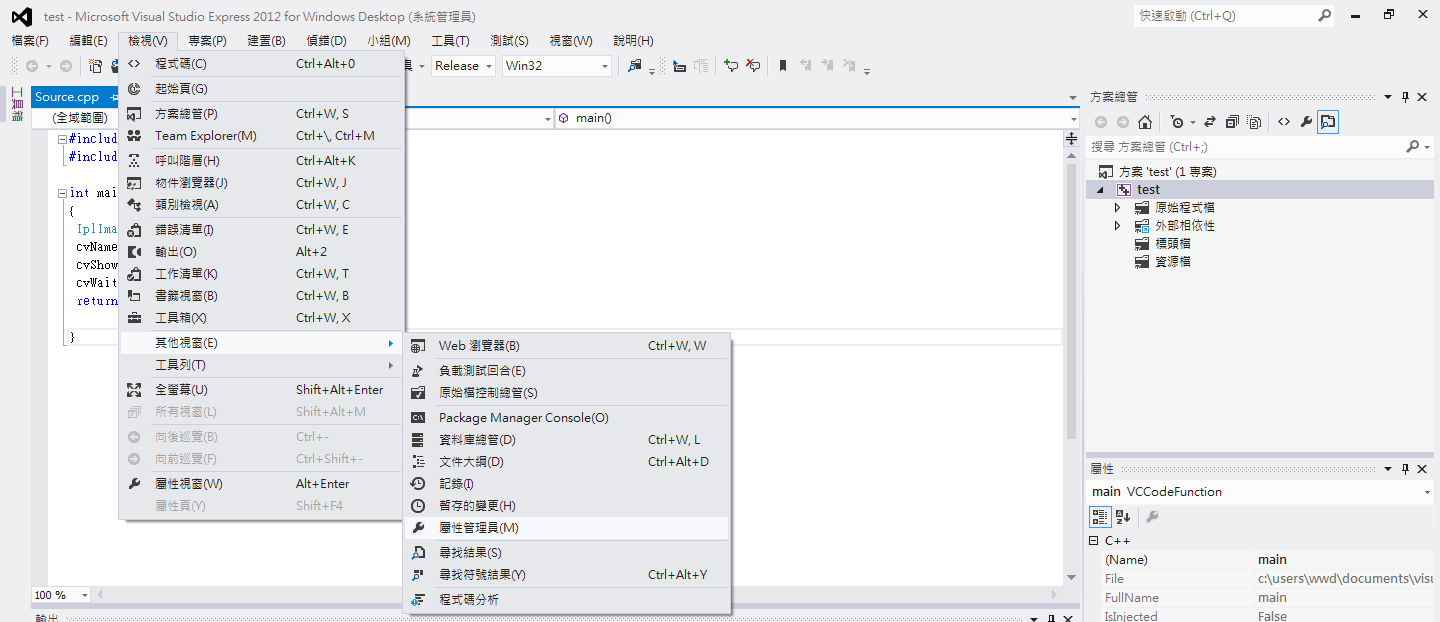 test - Microsoft Visual Studio Express 2012 for Windows Desktop (系統管理員)
快速啟動 (Ctrl+Q)
檔案(F) 編輯(E) 檢視(V) 專案(P) 建置(B) 偵錯(D) 小組(M) 工具(T) 測試(S) 視窗(W) 說明(H)
Release Win32
工具箱
Source.cpp
(全域範圍)
main()
#includ
#includ
int mai
{
IplIma
cvName
cvShow
cvWait
return
}
100 %
輸出
程式碼(C) Ctrl+Alt+0
起始頁(G)
方案總管(P) Ctrl+W, S
Team Explorer(M) Ctrl+\, Ctrl+M
呼叫階層(H) Ctrl+Alt+K
物件瀏覽器(J) Ctrl+W, J
類別檢視(A) Ctrl+W, C
錯誤清單(I) Ctrl+W, E
輸出(O) Alt+2
工作清單(K) Ctrl+W, T
書籤視窗(B) Ctrl+W, B
工具箱(X) Ctrl+W, X
其他視窗(E)
工具列(T)
全螢幕(U) Shift+Alt+Enter
所有視窗(L) Shift+Alt+M
向後巡覽(B) Ctrl+-
向前巡覽(F) Ctrl+Shift+-
屬性視窗(W) Alt+Enter
屬性頁(Y) Shift+F4
Web 瀏覽器(B) Ctrl+W, W
負載測試回合(E)
原始檔控制總管(S)
Package Manager Console(O)
資料庫總管(D) Ctrl+W, L
文件大綱(D) Ctrl+Alt+D
記錄(I)
暫存的變更(H)
屬性管理員(M)
尋找結果(S)
尋找符號結果(Y) Ctrl+Alt+Y
程式碼分析
方案總管
搜尋 方案總管 (Ctrl+;)
方案 'test' (1 專案)
test
原始程式檔
外部相依性
標頭檔
資源檔
屬性
main VCCodeFunction
C++
(Name) main
File c:\users\wwd\documents\visu
FullName main
IsInjected False